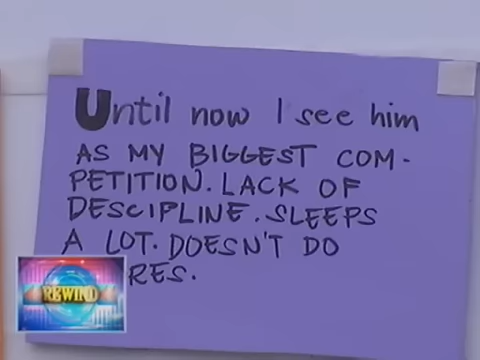 Until now I see him
AS MY BIGGEST COM-
PETITION. LACK OF
DESCIPLINE. SLEEPS
A LOT. DOESN'T DO
RES.
REWIND